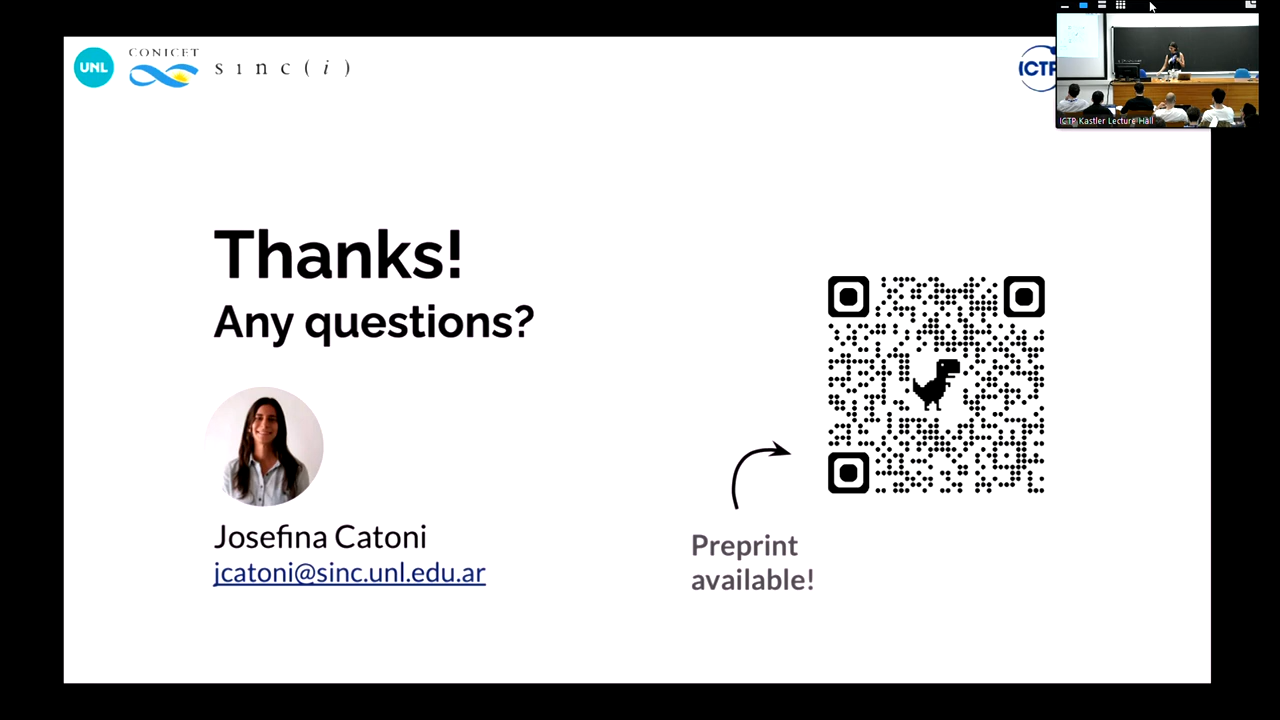 UNL
CONICET
sinc(i)
ICTP
ICTP Kastler Lecture Hall
Thanks!
Any questions?
Josefina Catoni
jcatoni@sinc.unl.edu.ar
Preprint
available!